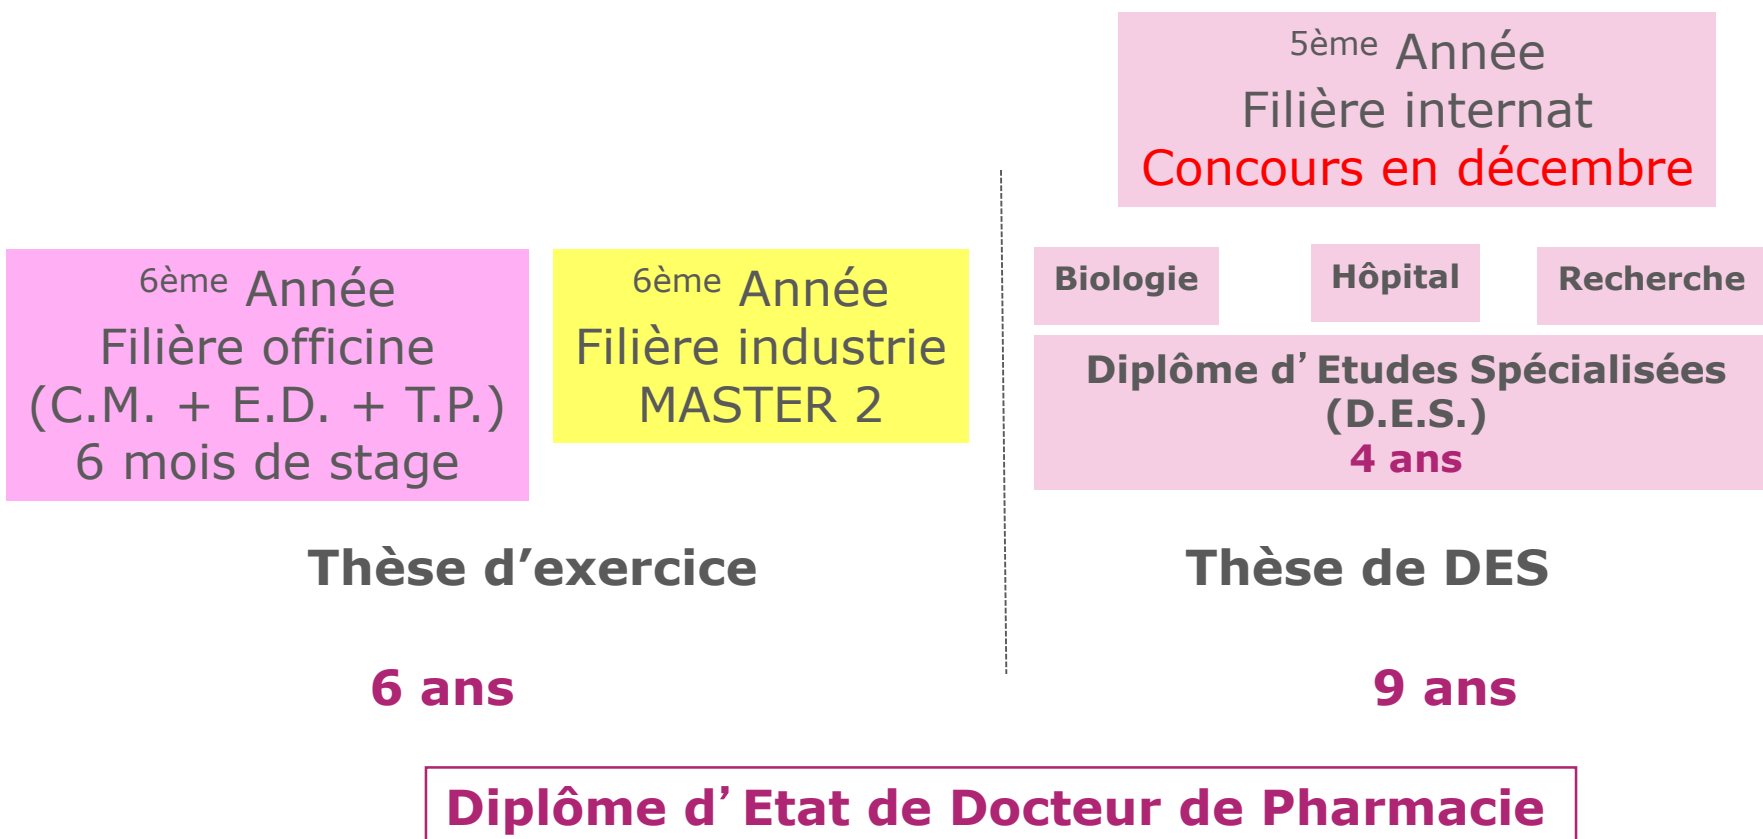 5ème Année
Filière internat
Concours en décembre
6ème Année
Filière officine
(C.M. + E.D. + T.P.)
6 mois de stage
6ème Année
Filière industrie
MASTER 2
Biologie
Hôpital
Recherche
Diplôme d’ Etudes Spécialisées
(D.E.S.)
4 ans
Thèse d’exercice
Thèse de DES
6 ans
9 ans
Diplôme d’ Etat de Docteur de Pharmacie